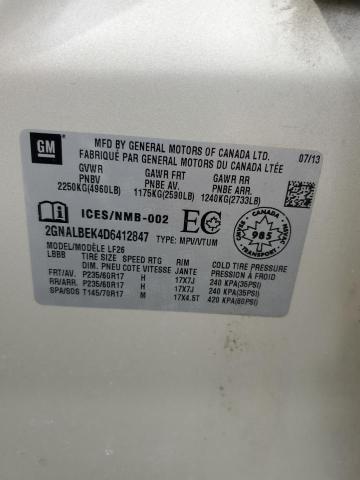 GM
MFD BY GENERAL MOTORS OF CANADA LTD. 07/13
FABRIQUÉ PAR GENERAL MOTORS DU CANADA LTÉE
GVWR GAWR FRT GAWR RR
PNBV PNBE AV. PNBE ARR.
2250KG(4960LB) 1175KG(2590LB) 1240KG(2733LB)
ICES/NMB-002 EC
2GNALBEK4D6412847 TYPE: MPV/VTUM
CANADA
985
TRANSPORT
MODEL/MODÈLE LF26
LBBB TIRE SIZE SPEED RTG RIM COLD TIRE PRESSURE
DIM. PNEU COTE VITESSE JANTE PRESSION À FROID
FRT/AV. P235/60R17 H 17X7J 240 KPA(35PSI)
RR/ARR. P235/60R17 H 17X7J 240 KPA(35PSI)
SPA/SDS T145/70R17 M 17X4.5T 420 KPA(60PSI)